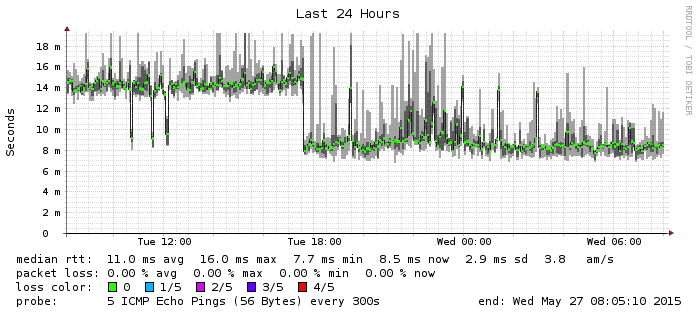 Last 24 Hours
RRDTOOL / TOBI OETIKER
Seconds
18 m
16 m
14 m
12 m
10 m
8 m
6 m
4 m
2 m
0
Tue 12:00 Tue 18:00 Wed 00:00 Wed 06:00
median rtt: 11.0 ms avg 16.0 ms max 7.7 ms min 8.5 ms now 2.9 ms sd 3.8 am/s
packet loss: 0.00 % avg 0.00 % max 0.00 % min 0.00 % now
loss color: 0 1/5 2/5 3/5 4/5
probe: 5 ICMP Echo Pings (56 Bytes) every 300s end: Wed May 27 08:05:10 2015